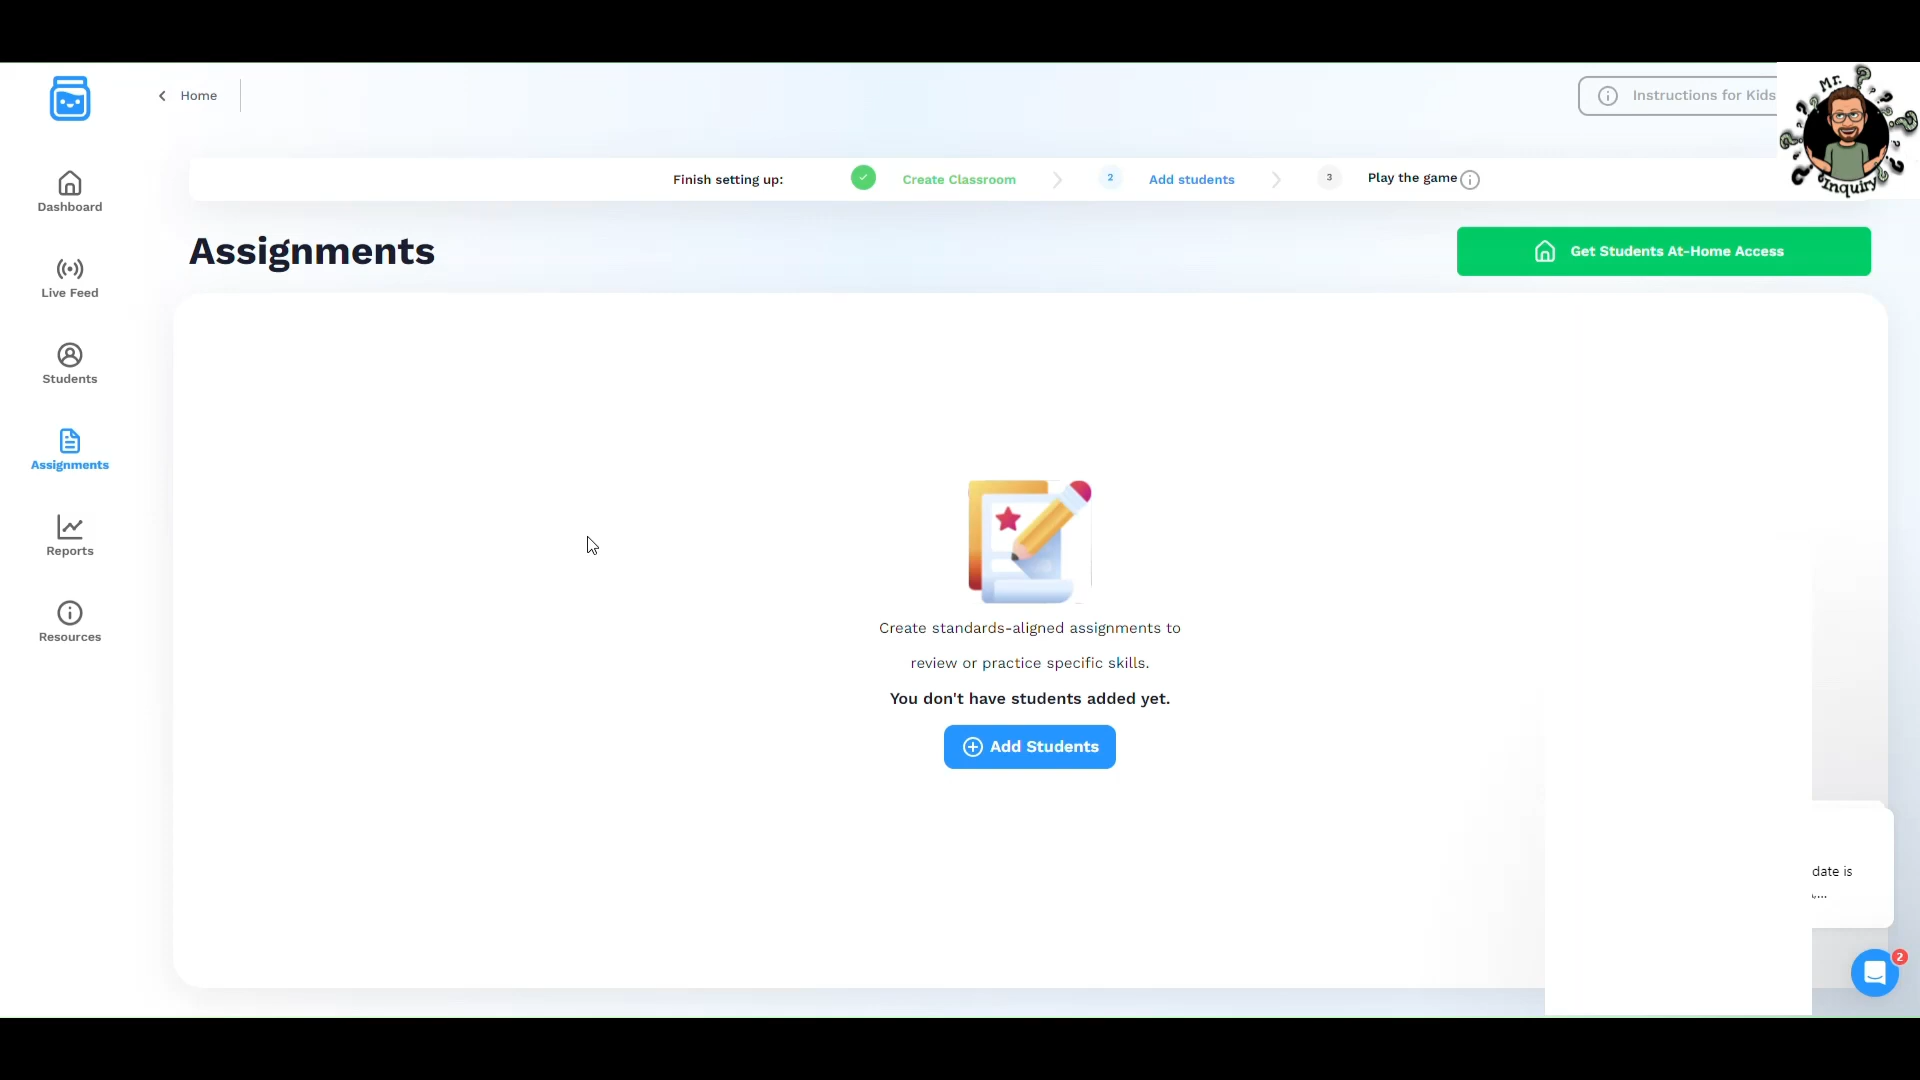 Home
Instructions for Kids
Mr.
Inquiry
Finish setting up:
Create Classroom
2
Add students
3
Play the game
Dashboard
Assignments
Get Students At-Home Access
Live Feed
Students
Assignments
Reports
Resources
Create standards-aligned assignments to
review or practice specific skills.
You don't have students added yet.
Add Students
date is
2